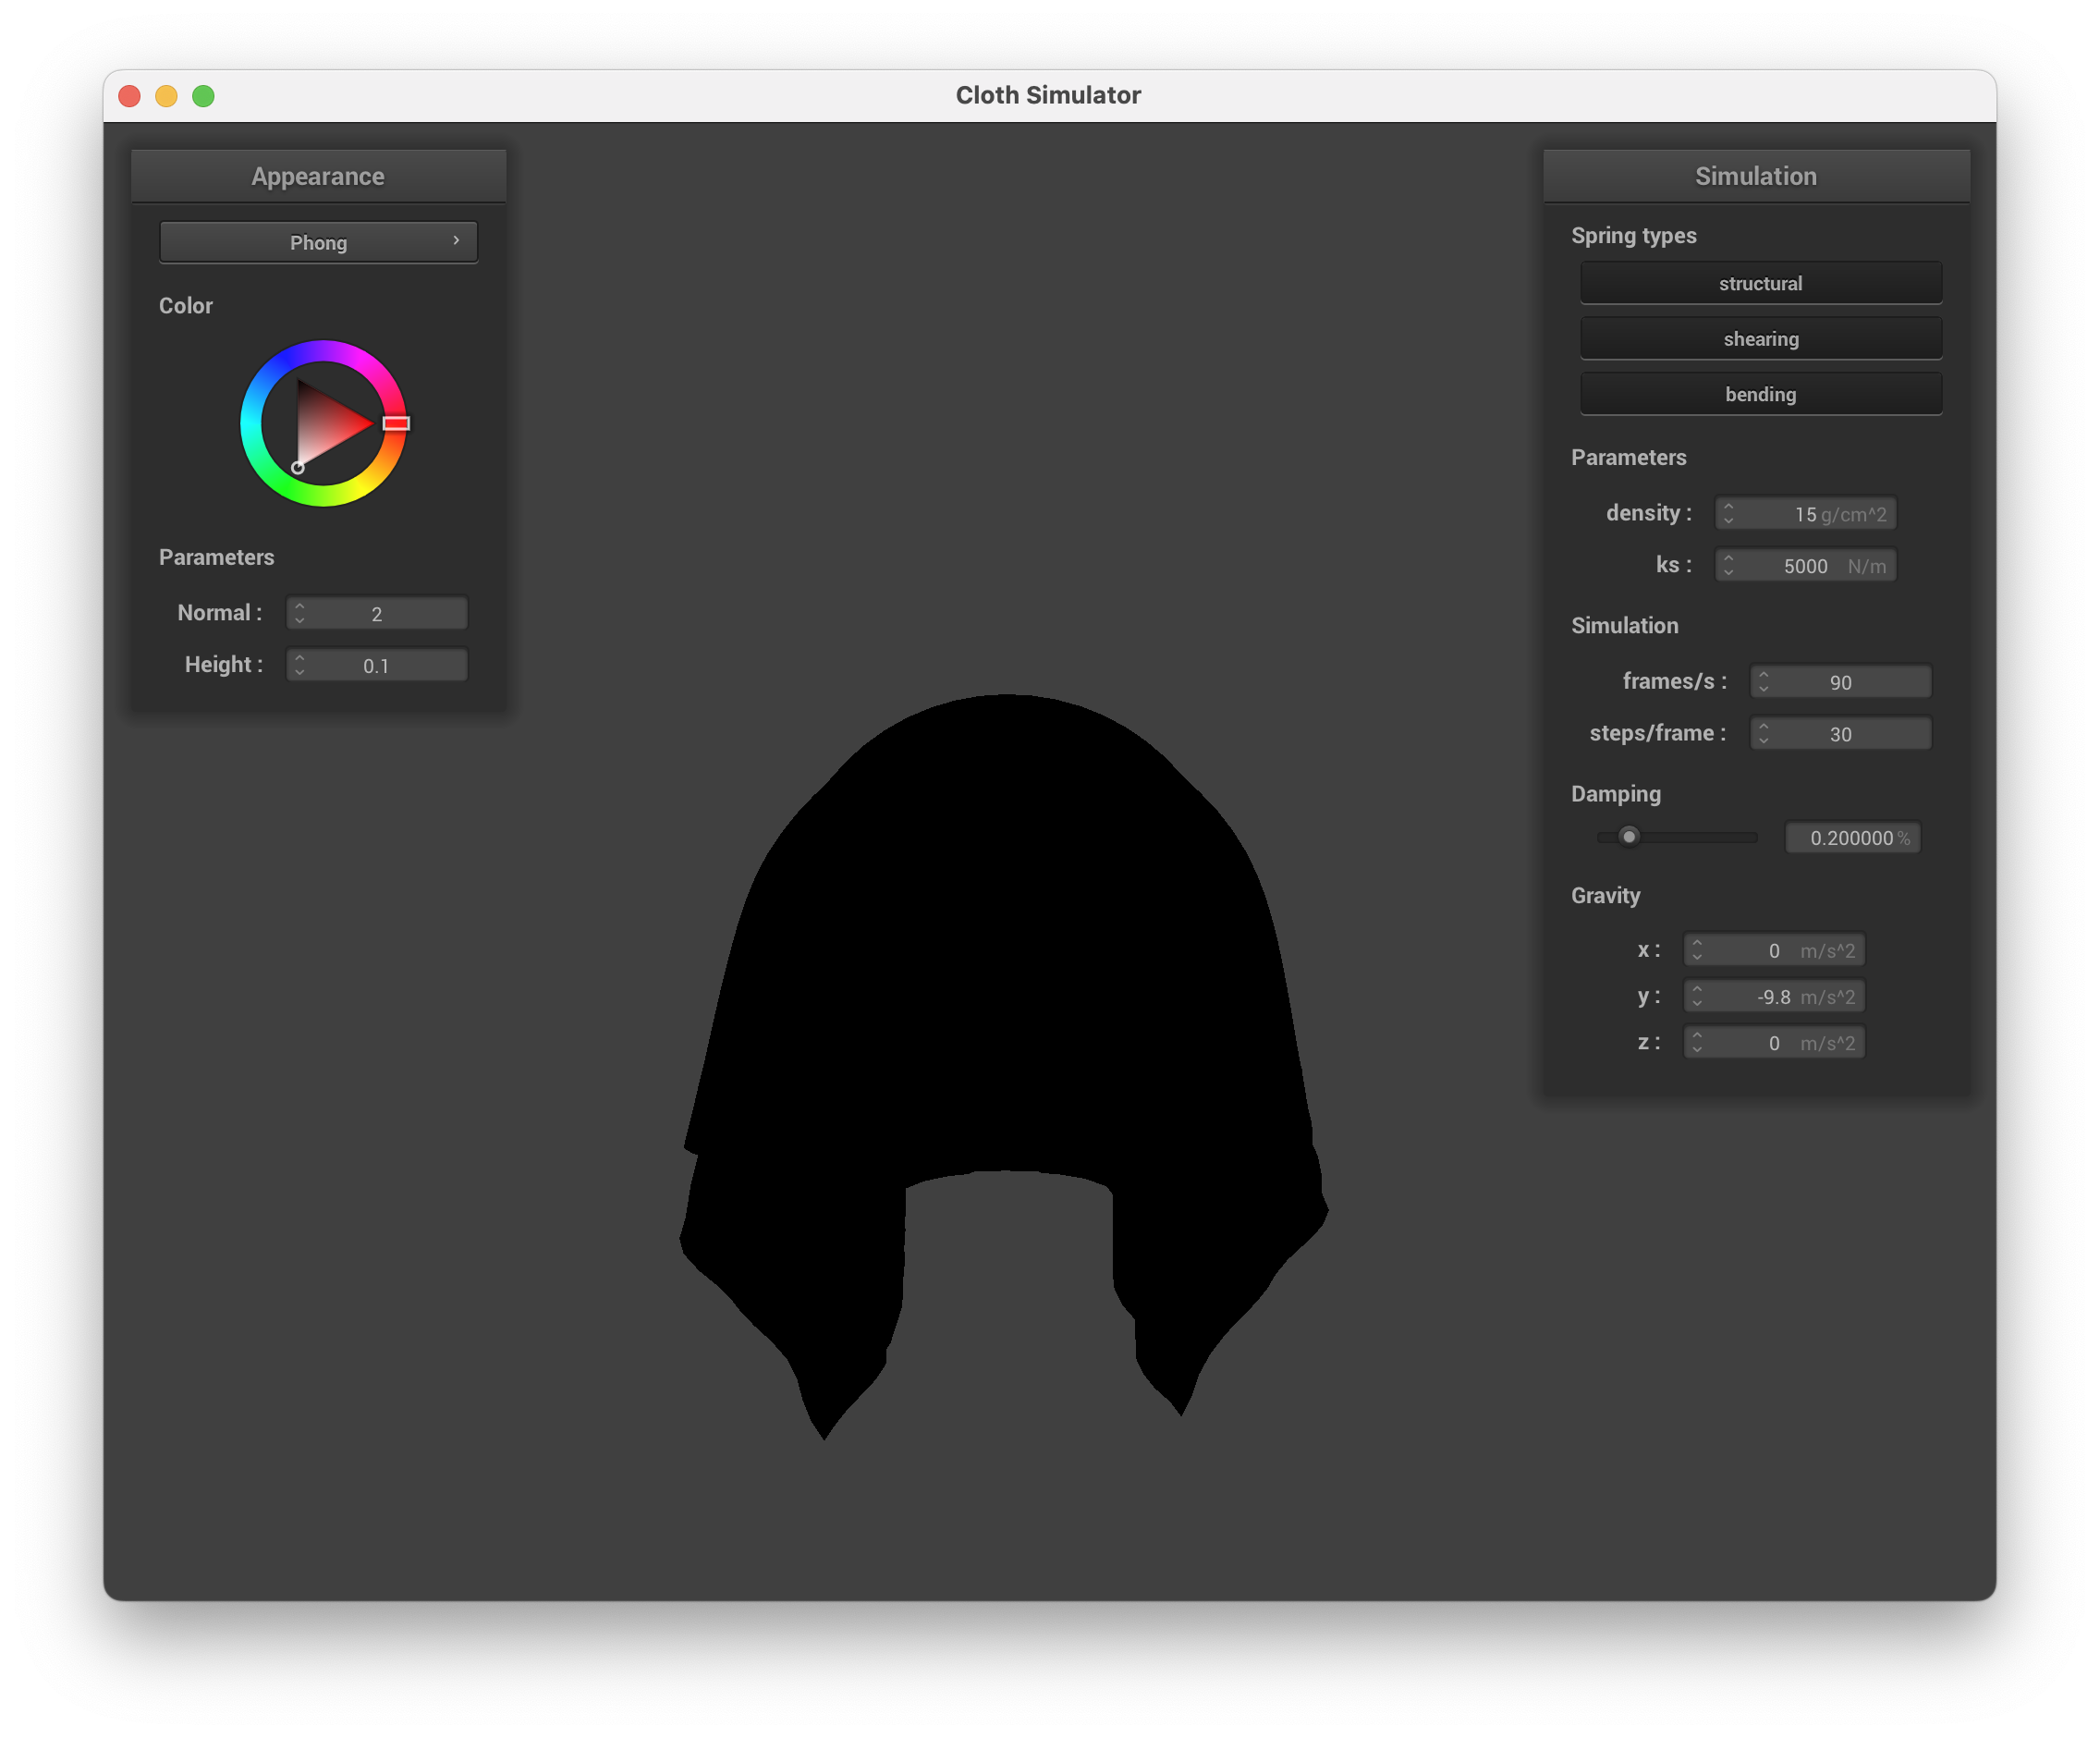 Cloth Simulator
Appearance
Phong
Color
Parameters
Normal : 2
Height : 0.1
Simulation
Spring types
structural
shearing
bending
Parameters
density : 15 g/cm^2
ks : 5000 N/m
Simulation
frames/s : 90
steps/frame : 30
Damping
0.200000 %
Gravity
x : 0 m/s^2
y : -9.8 m/s^2
z : 0 m/s^2